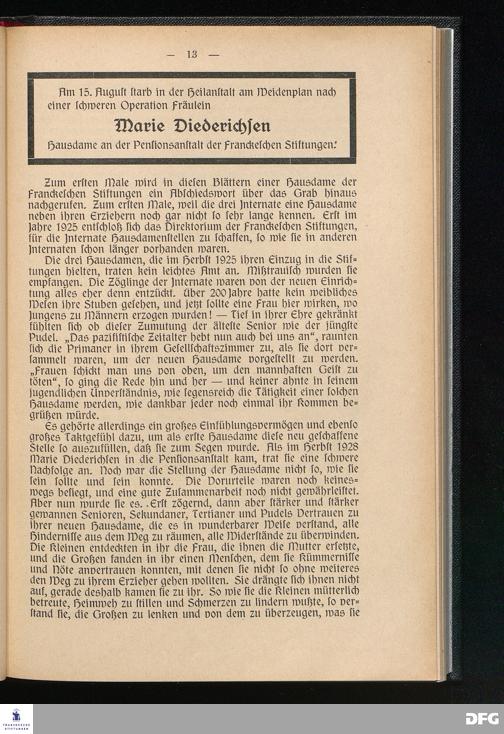 — 13 —
Am 15. August starb in der Heilanstalt am Weidenplan nach
einer schweren Operation Fräulein
Marie Diederichsen
Hausdame an der Pensionsanstalt der Franckeschen Stiftungen.
Zum ersten Male wird in diesen Blättern einer Hausdame der
Franckeschen Stiftungen ein Abschiedswort über das Grab hinaus
nachgerufen. Zum ersten Male, weil die drei Internate eine Hausdame
neben ihren Erziehern noch gar nicht so sehr lange kennen. Erst im
Jahre 1925 entschloß sich das Direktorium der Franckeschen Stiftungen,
für die Internate Hausdamenstellen zu schaffen, so wie sie in anderen
Internaten schon länger vorhanden waren.
Die drei Hausdamen, die im Herbst 1925 ihren Einzug in die Stif-
tungen hielten, traten kein leichtes Amt an. Mißtrauisch wurden sie
empfangen. Die Zöglinge der Internate waren von der neuen Einrich-
tung alles eher denn entzückt. Über 200 Jahre hatte kein weibliches
Wesen ihre Stuben gesehen, und jetzt sollte eine Frau hier wirken, wo
Jungens zu Männern erzogen wurden! — Tief in ihrer Ehre gekränkt
fühlten sich ob dieser Zumutung der älteste Senior wie der jüngste
Pudel. „Das pazifistische Zeitalter hebt nun auch bei uns an“, raunten
sich die Primaner in ihrem Gesellschaftszimmer zu, als sie dort ver-
sammelt waren, um der neuen Hausdame vorgestellt zu werden.
„Frauen schickt man uns von oben, um den mannhaften Geist zu
töten“, so ging die Rede hin und her — und keiner ahnte in seinem
jugendlichen Unverständnis, wie segensreich die Tätigkeit einer solchen
Hausdame werden, wie dankbar jeder noch einmal ihr Kommen be-
grüßen würde.
Es gehörte allerdings ein großes Einfühlungsvermögen und ebenso
großes Taktgefühl dazu, um als erste Hausdame diese neu geschaffene
Stelle so auszufüllen, daß sie zum Segen wurde. Als im Herbst 1928
Marie Diederichsen in die Pensionsanstalt kam, trat sie eine schwere
Nachfolge an. Noch war die Stellung der Hausdame nicht so, wie sie
sein sollte und sein konnte. Die Vorurteile waren noch keines-
wegs besiegt, und eine gute Zusammenarbeit noch nicht gewährleistet.
Aber nun wurde sie es. Erst zögernd, dann aber stärker und stärker
gewannen Senioren, Sekundaner, Tertianer und Pudels Vertrauen zu
ihrer neuen Hausdame, die es in wunderbarer Weise verstand, alle
Hindernisse aus dem Weg zu räumen, alle Widerstände zu überwinden.
Die Kleinen entdeckten in ihr die Frau, die ihnen die Mutter ersetzte,
und die Großen fanden in ihr einen Menschen, dem sie Kümmernisse
und Nöte anvertrauen konnten, mit denen sie nicht so ohne weiteres
den Weg zu ihrem Erzieher gehen wollten. Sie drängte sich ihnen nicht
auf, gerade deshalb kamen sie zu ihr. So wie sie die Kleinen mütterlich
betreute, Heimweh zu stillen und Schmerzen zu lindern wußte, so ver-
stand sie, die Großen zu lenken und von dem zu überzeugen, was sie
FRANCKESCHE
STIFTUNGEN
DFG